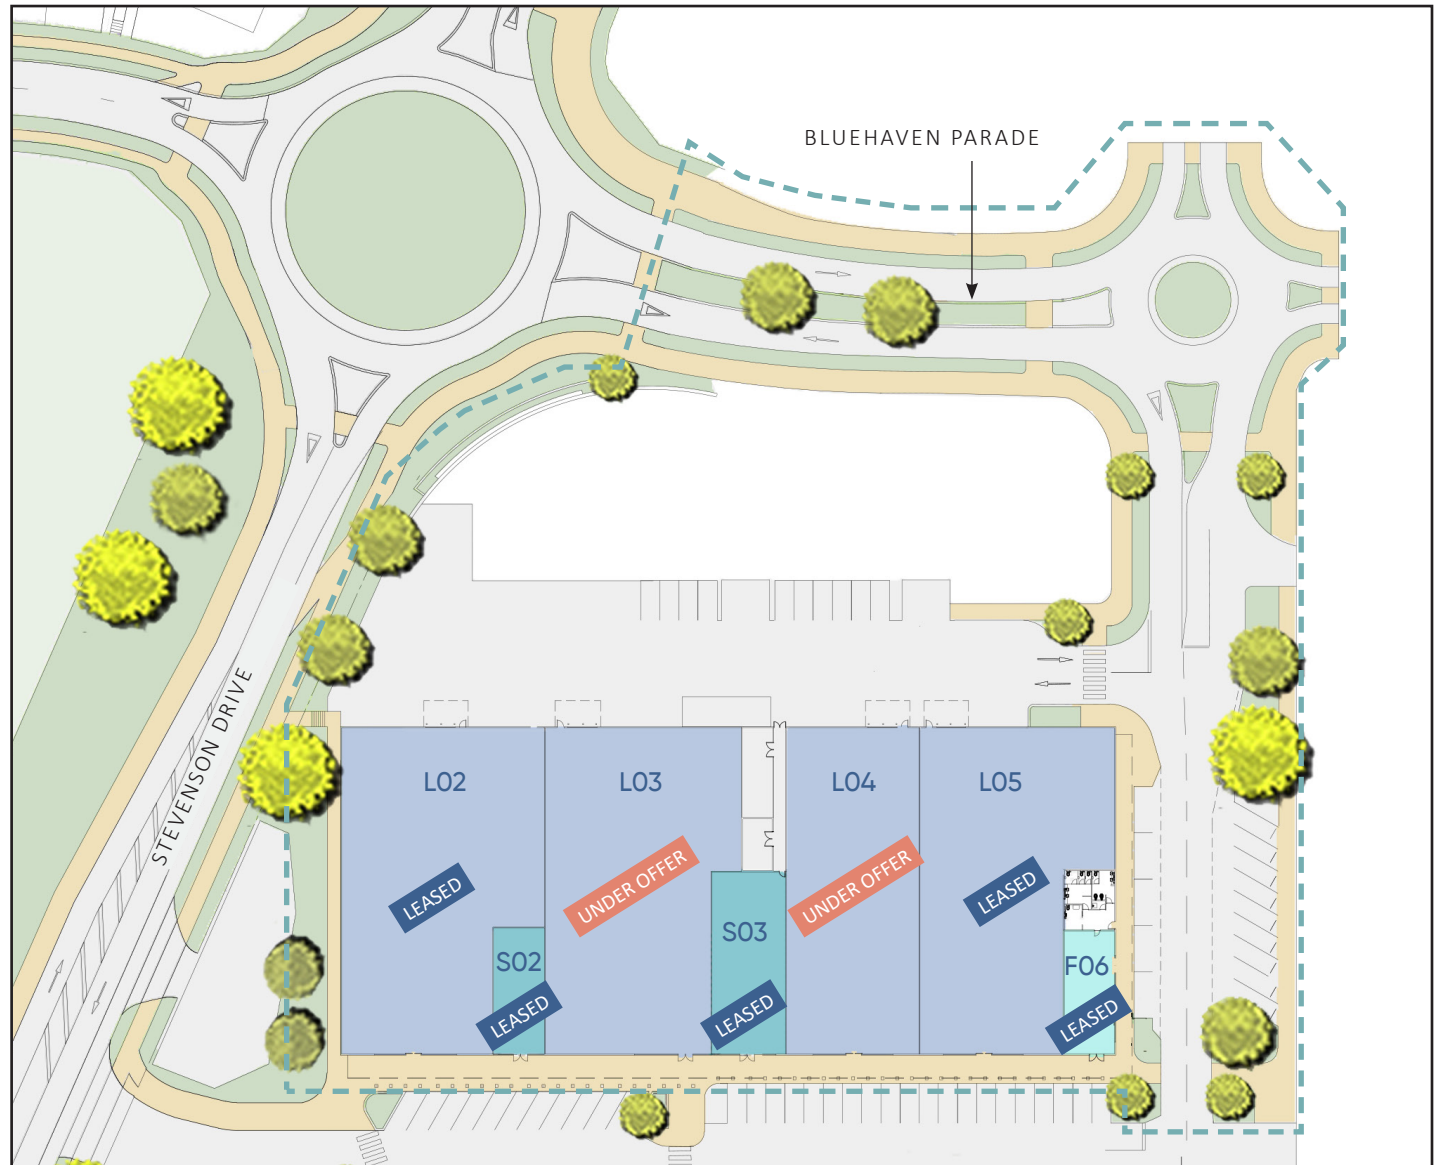 BLUEHAVEN PARADE
STEVENSON DRIVE
L02
L03
L04
L05
LEASED
UNDER OFFER
UNDER OFFER
LEASED
S02
S03
F06
LEASED
LEASED
LEASED